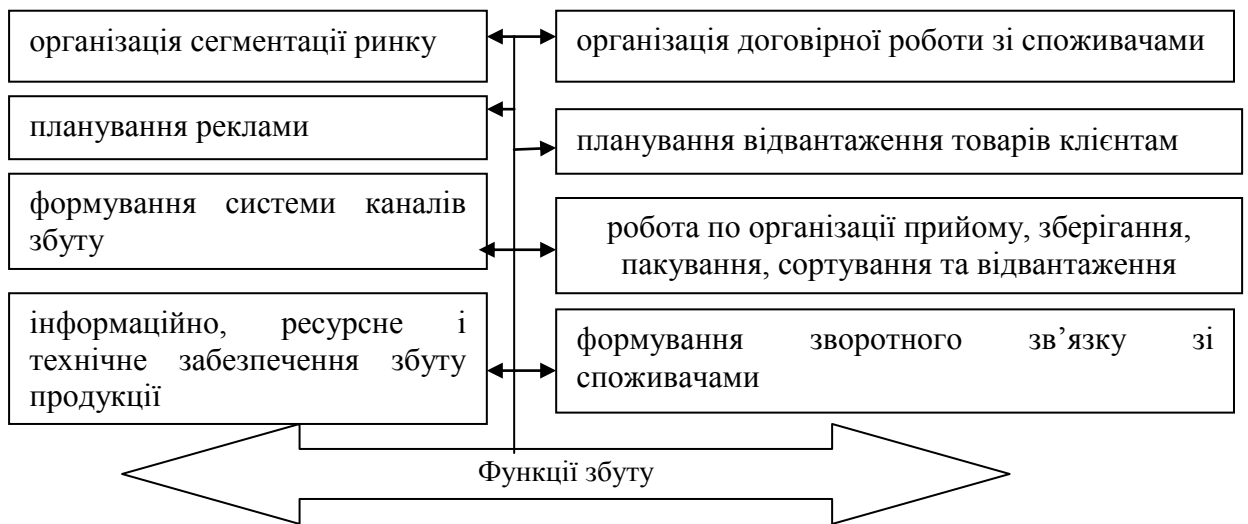 організація сегментації ринку
організація договірної роботи зі споживачами
планування реклами
планування відвантаження товарів клієнтам
формування системи каналів
збуту
робота по організації прийому, зберігання,
пакування, сортування та відвантаження
інформаційно, ресурсне і
технічне забезпечення збуту
продукції
формування зворотного зв’язку зі
споживачами
Функції збуту